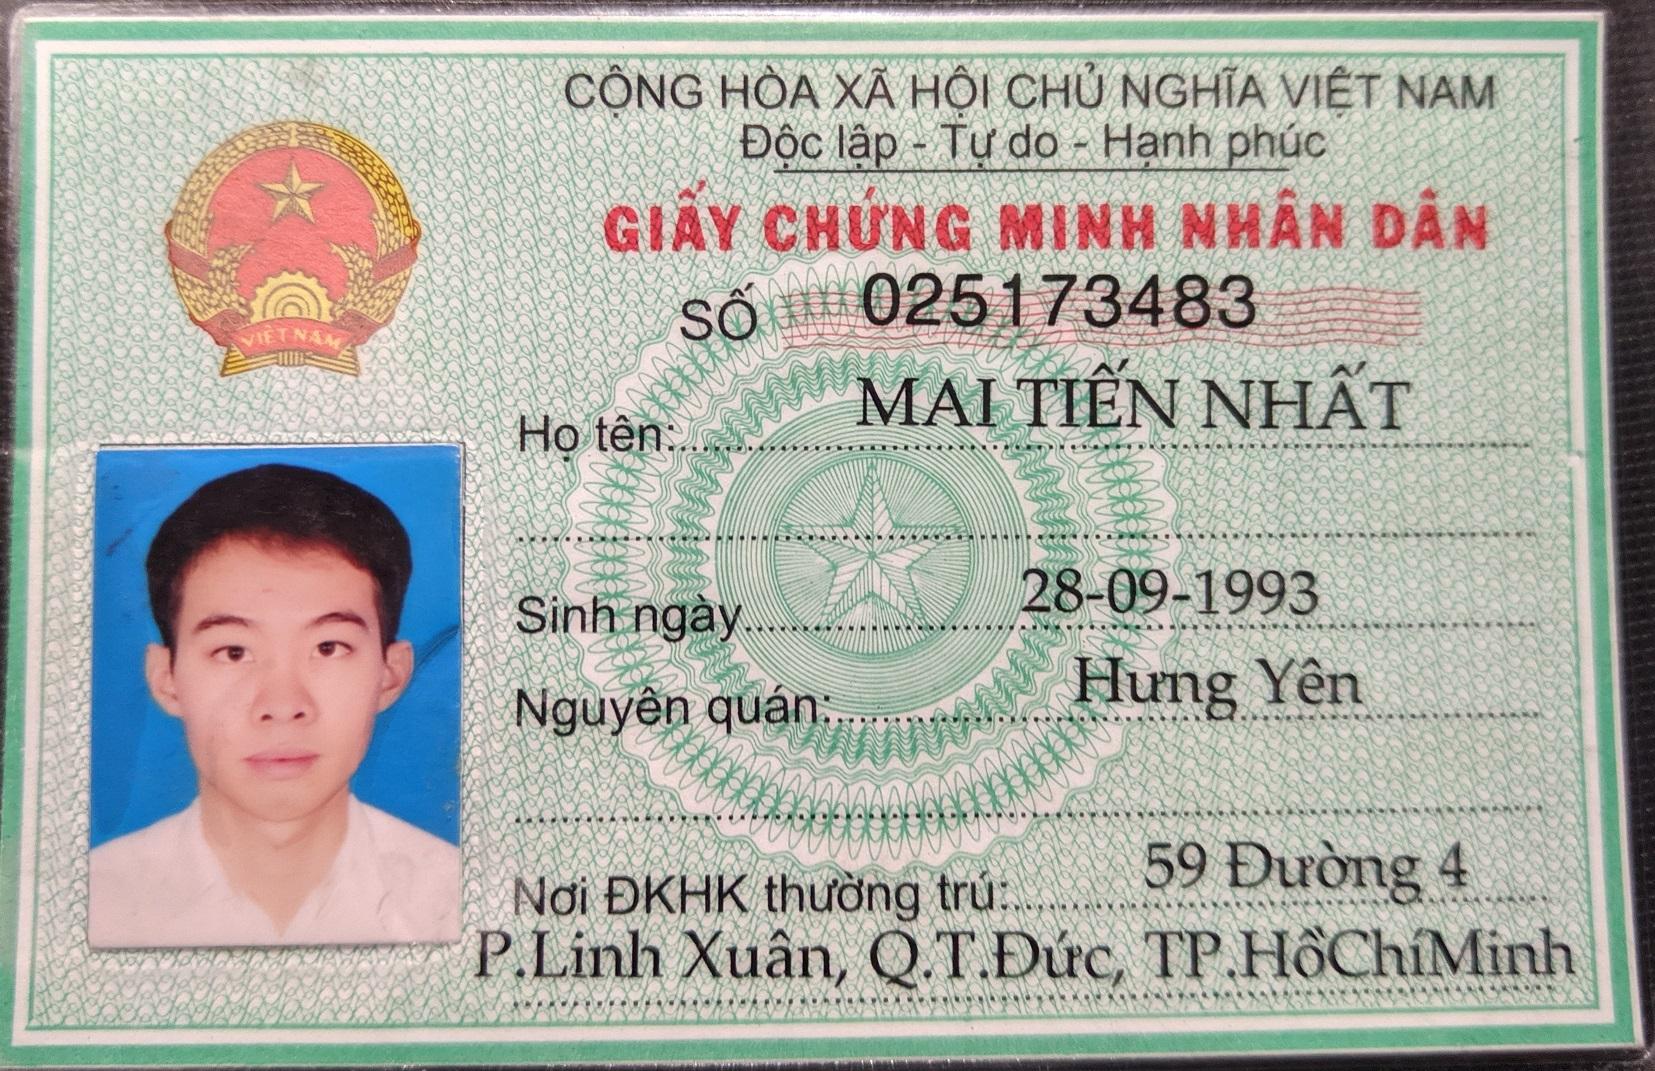 CỘNG HÒA XÃ HỘI CHỦ NGHĨA VIỆT NAM
Độc lập - Tự do - Hạnh phúc
GIẤY CHỨNG MINH NHÂN DÂN
SỐ 025173483
VIỆT NAM
Họ tên: MAI TIẾN NHẤT
Sinh ngày 28-09-1993
Nguyên quán: Hưng Yên
Nơi ĐKHK thường trú: 59 Đường 4
P.Linh Xuân, Q.T.Đức, TP.HồChíMinh